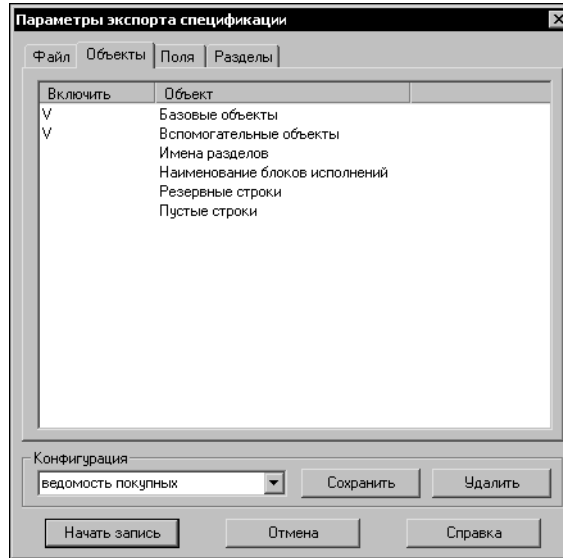 Параметры экспорта спецификации
Файл Объекты Поля Разделы
Включить Объект
V Базовые объекты
V Вспомогательные объекты
Имена разделов
Наименование блоков исполнений
Резервные строки
Пустые строки
Конфигурация
ведомость покупных Сохранить Удалить
Начать запись Отмена Справка